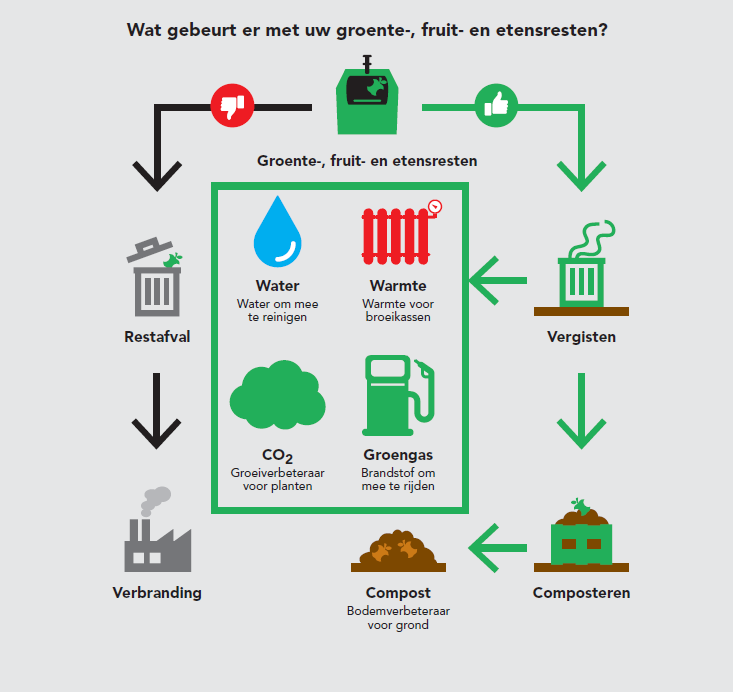 Wat gebeurt er met uw groente-, fruit- en etensresten?
Groente-, fruit- en etensresten
Water
Water om mee
te reinigen
Warmte
Warmte voor
broeikassen
Restafval
Vergisten
CO2
Groeiverbeteraar
voor planten
Groengas
Brandstof om
mee te rijden
Verbranding
Compost
Bodemverbeteraar
voor grond
Composteren